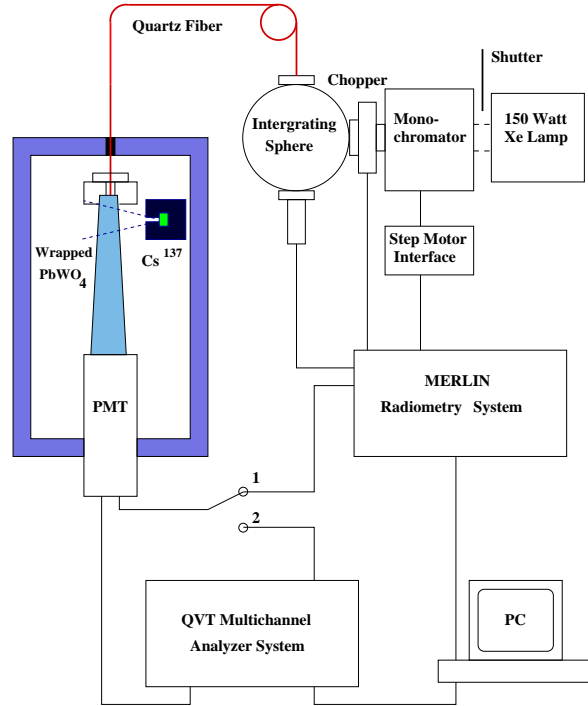 Quartz Fiber
Shutter
Chopper
Intergrating
Sphere
Mono-
chromator
150 Watt
Xe Lamp
Wrapped
PbWO4
Cs 137
Step Motor
Interface
PMT
MERLIN
Radiometry System
1
2
QVT Multichannel
Analyzer System
PC